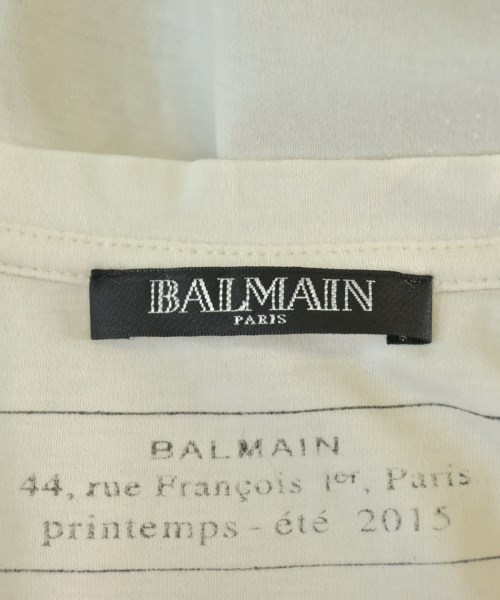 BALMAIN
PARIS
BALMAIN
44, rue François 1er, Paris
printemps - été 2015